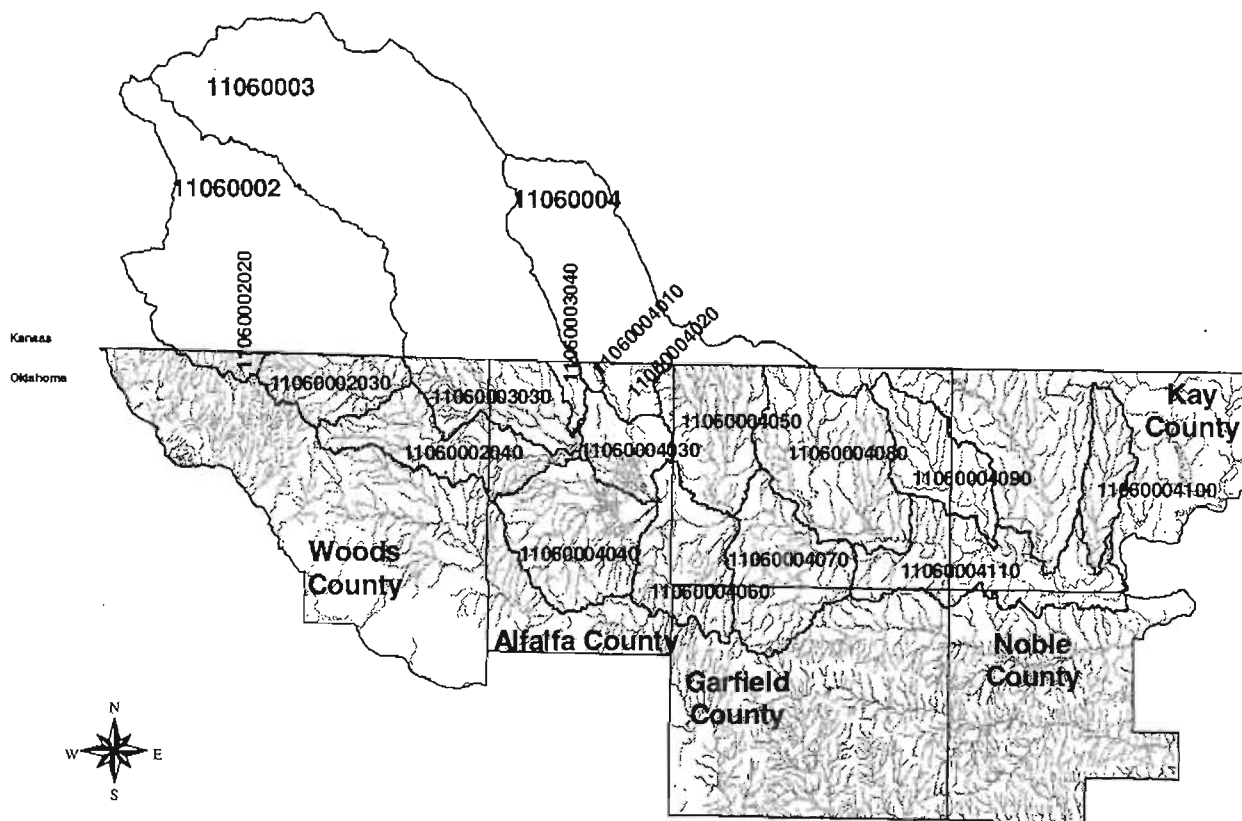 11060003
11060002
11060004
11060002020
11060003040
11060004010
11060004020
Kansas
Oklahoma
11060002030
11060003030
Kay
County
11060004050
11060002040
11060004030
11060004080
11060004090
11060004100
Woods
County
11060004040
11060004070
11060004110
11060004060
Alfalfa County
Noble
County
Garfield
County
N
W
E
S